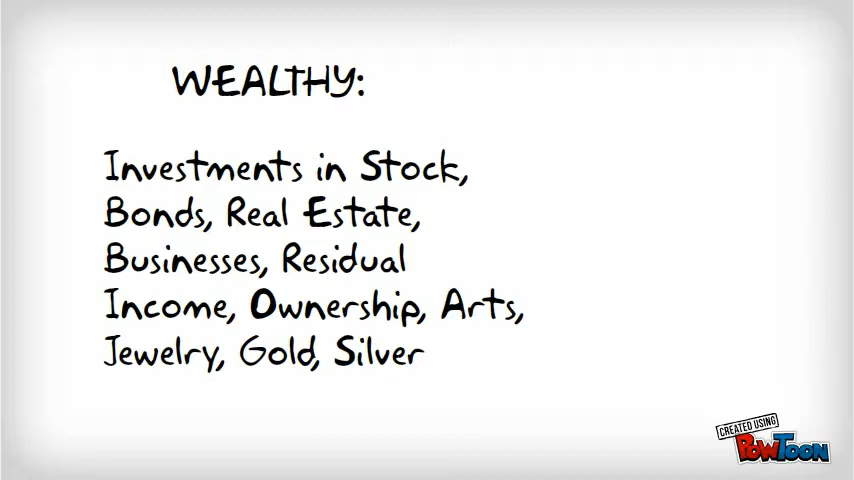 WEALTHY:
Investments in Stock,
Bonds, Real Estate,
Businesses, Residual
Income, Ownership, Arts,
Jewelry, Gold, Silver
CREATED USING
POWTOON